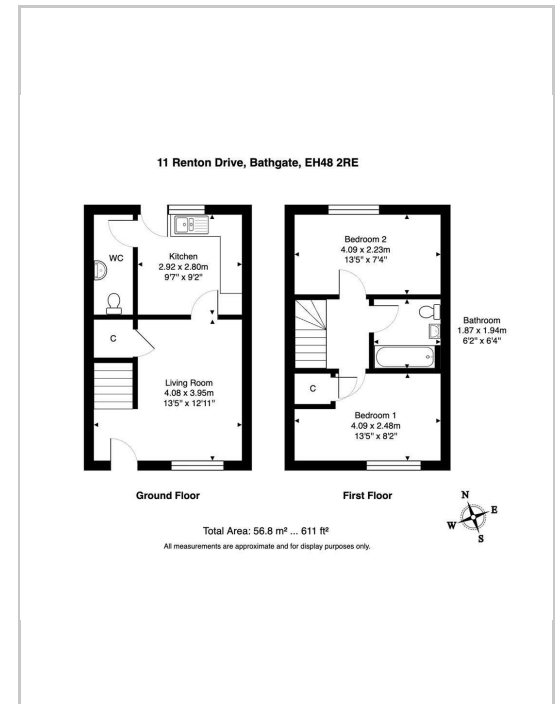 11 Renton Drive, Bathgate, EH48 2RE
WC
Kitchen
2.92 x 2.80m
9'7" x 9'2"
C
Living Room
4.08 x 3.95m
13'5" x 12'11"
Ground Floor
Bedroom 2
4.09 x 2.23m
13'5" x 7'4"
Bathroom
1.87 x 1.94m
6'2" x 6'4"
C
Bedroom 1
4.09 x 2.48m
13'5" x 8'2"
First Floor
N
E
W
S
Total Area: 56.8 m² ... 611 ft²
All measurements are approximate and for display purposes only.